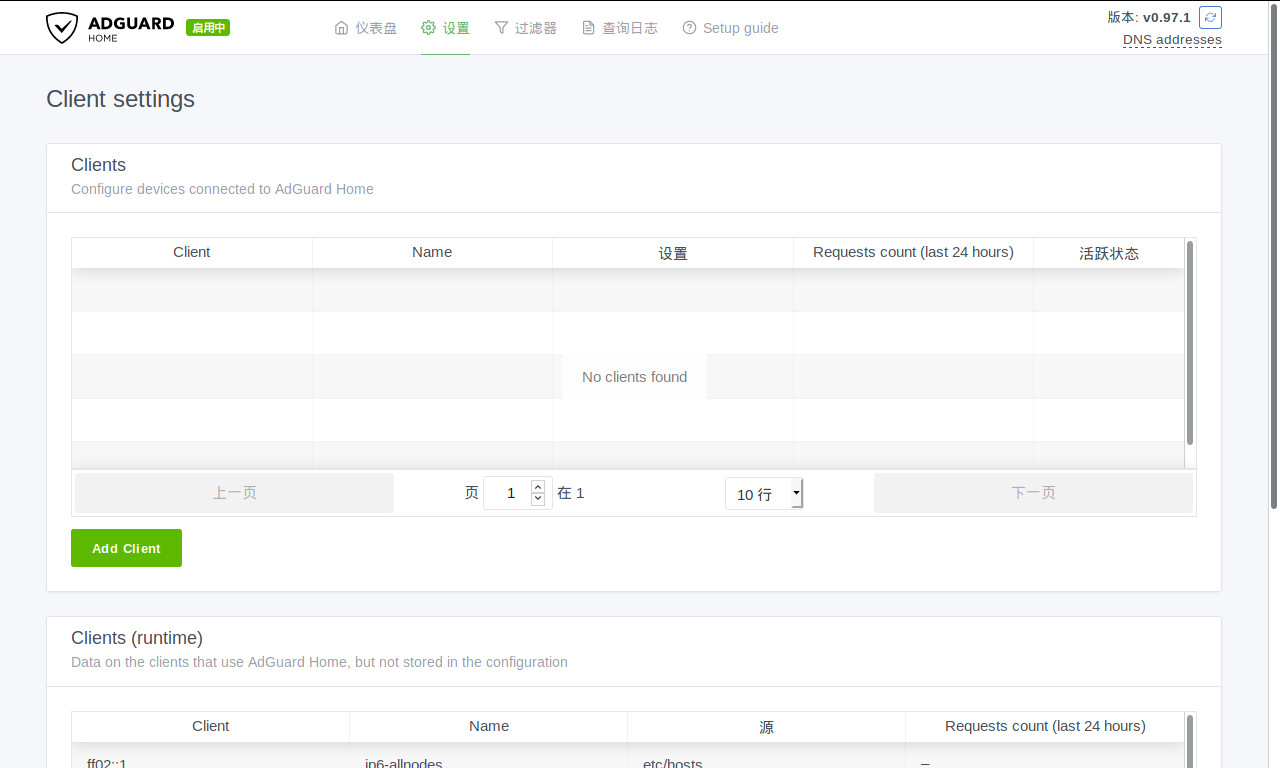 ADGUARD
HOME
启用中
仪表盘
设置
过滤器
查询日志
Setup guide
版本: v0.97.1
DNS addresses
Client settings
Clients
Configure devices connected to AdGuard Home
Client Name 设置 Requests count (last 24 hours) 活跃状态
No clients found
上一页 页 1 在 1 10 行 下一页
Add Client
Clients (runtime)
Data on the clients that use AdGuard Home, but not stored in the configuration
Client Name 源 Requests count (last 24 hours)
ff02::1 ip6-allnodes etc/hosts –